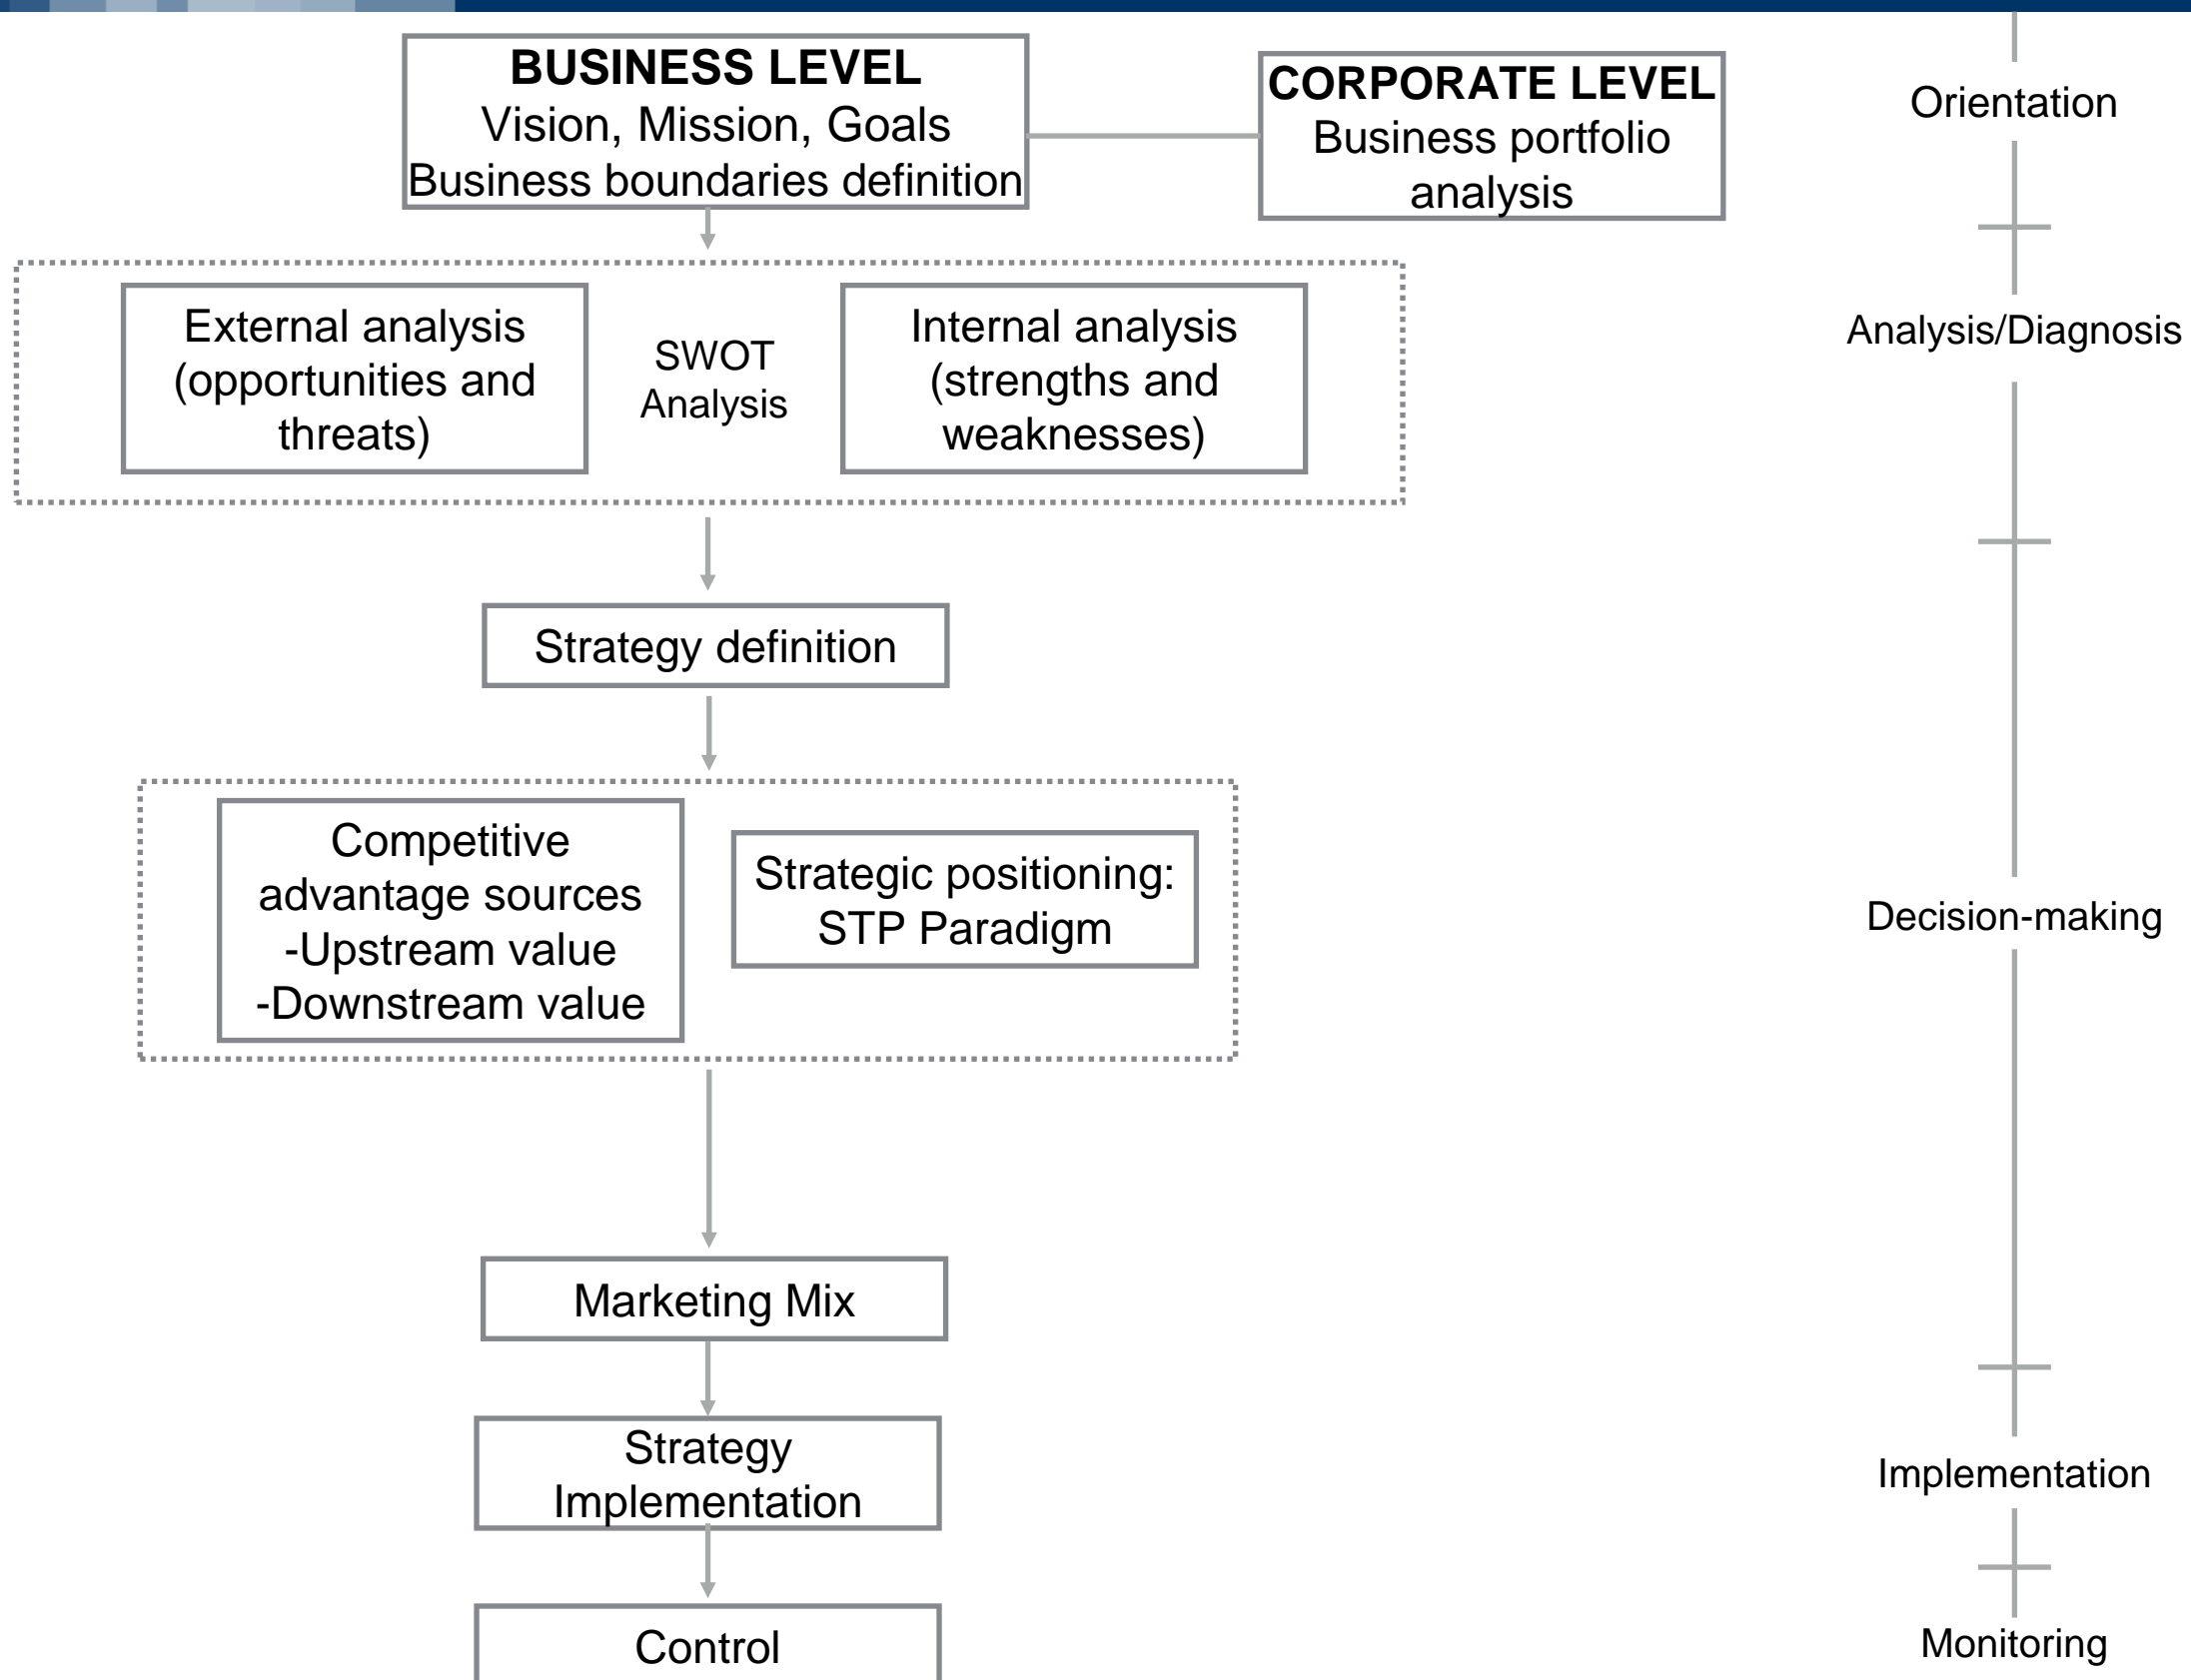 BUSINESS LEVEL
Vision, Mission, Goals
Business boundaries definition
CORPORATE LEVEL
Business portfolio
analysis
Orientation
External analysis
(opportunities and
threats)
SWOT
Analysis
Internal analysis
(strengths and
weaknesses)
Analysis/Diagnosis
Strategy definition
Competitive
advantage sources
-Upstream value
-Downstream value
Strategic positioning:
STP Paradigm
Decision-making
Marketing Mix
Strategy
Implementation
Implementation
Control
Monitoring